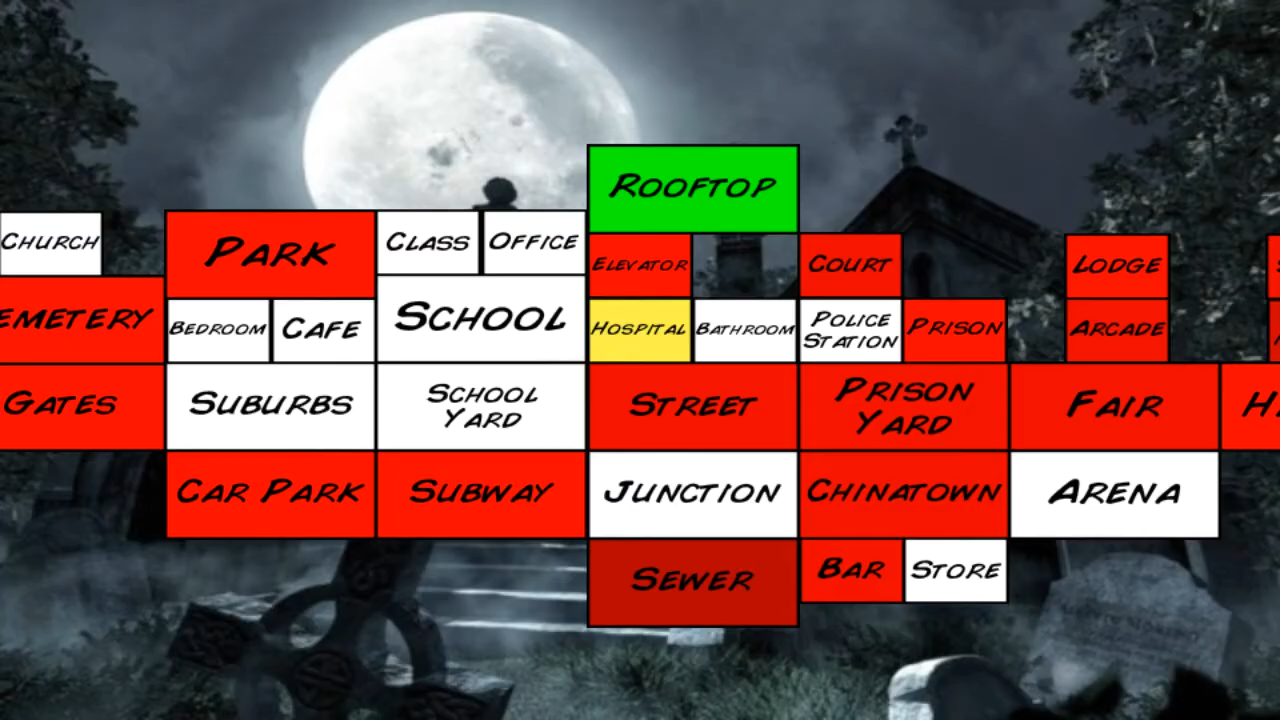 ROOFTOP
CHURCH
PARK
CLASS
OFFICE
ELEVATOR
COURT
LODGE
EMETERY
BEDROOM
CAFE
SCHOOL
HOSPITAL
BATHROOM
POLICE
STATION
PRISON
ARCADE
GATES
SUBURBS
SCHOOL
YARD
STREET
PRISON
YARD
FAIR
CAR PARK
SUBWAY
JUNCTION
CHINATOWN
ARENA
SEWER
BAR
STORE